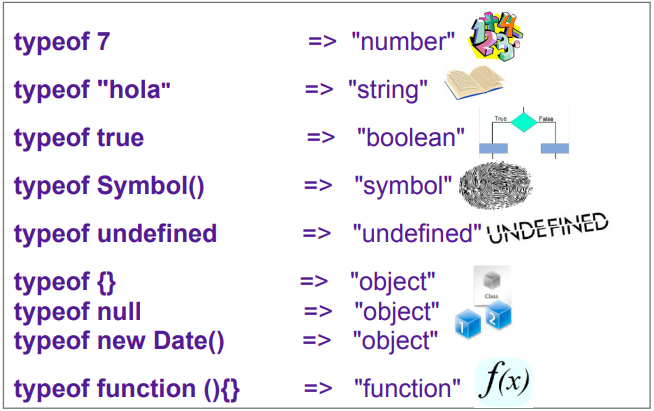 typeof 7 => "number"
typeof "hola" => "string"
typeof true => "boolean"
True False
typeof Symbol() => "symbol"
typeof undefined => "undefined" UNDEFINED
typeof {} => "object"
Class
typeof null => "object"
1 2
typeof new Date() => "object"
typeof function (){} => "function" f(x)